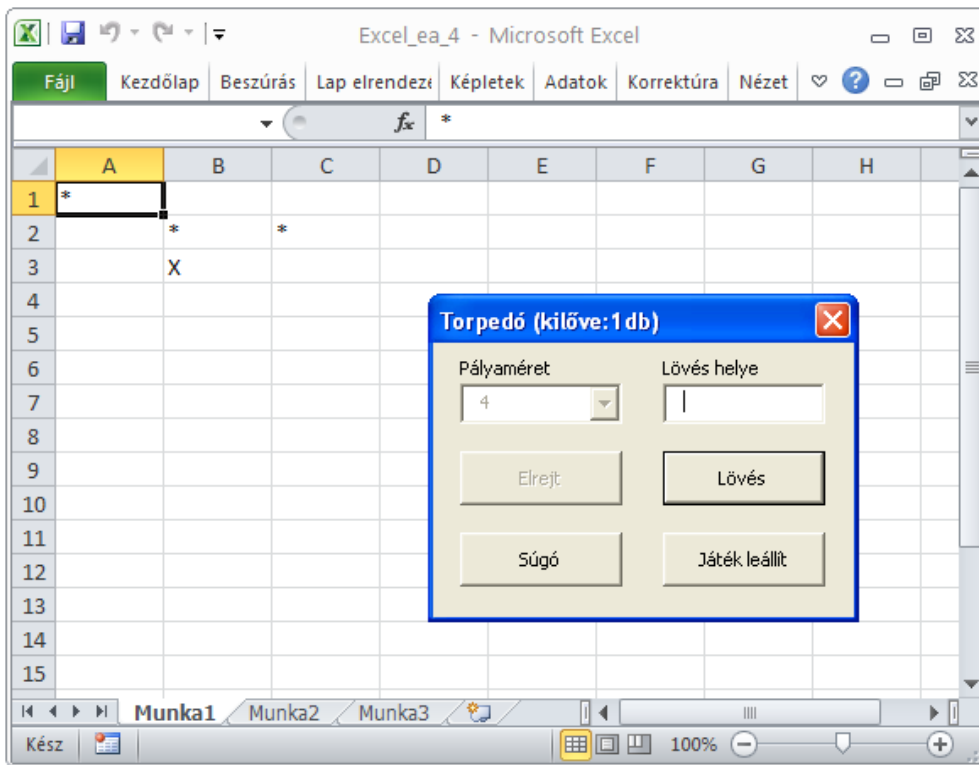 Excel_ea_4 - Microsoft Excel
Fájl Kezdőlap Beszúrás Lap elrendezé Képletek Adatok Korrektúra Nézet
fx *
A B C D E F G H
1 *
2 * *
3 X
4
5
6
7
8
9
10
11
12
13
14
15
Torpedó (kilőve:1db)
Pályaméret Lövés helye
4
Elrejt Lövés
Súgó Játék leállít
Munka1 Munka2 Munka3
Kész 100%